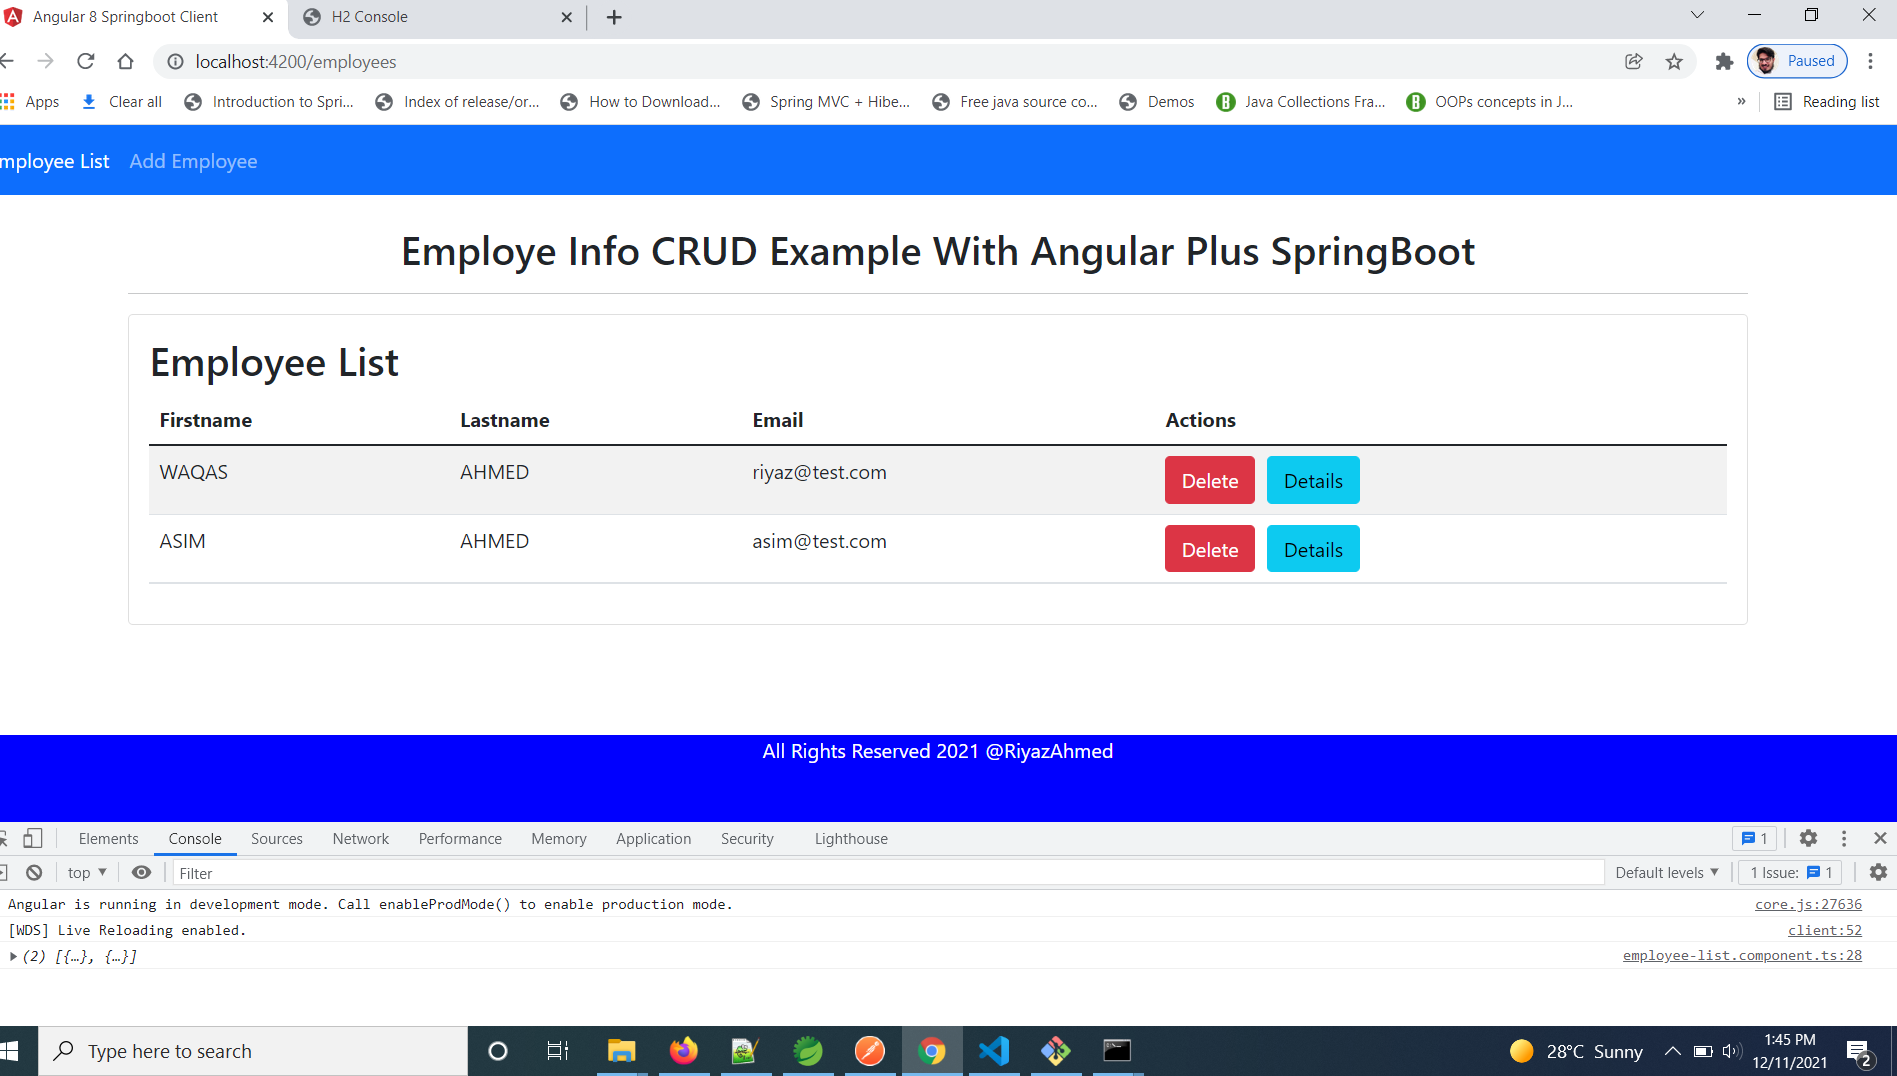 Angular 8 Springboot Client
H2 Console
localhost:4200/employees
Paused
Apps
Clear all
Introduction to Spri...
Index of release/or...
How to Download...
Spring MVC + Hibe...
Free java source co...
Demos
Java Collections Fra...
OOPs concepts in J...
»
Reading list
mployee List
Add Employee
Employe Info CRUD Example With Angular Plus SpringBoot
Employee List
Firstname Lastname Email Actions
WAQAS AHMED riyaz@test.com Delete Details
ASIM AHMED asim@test.com Delete Details
All Rights Reserved 2021 @RiyazAhmed
Elements Console Sources Network Performance Memory Application Security Lighthouse 1
top Filter Default levels 1 Issue: 1
Angular is running in development mode. Call enableProdMode() to enable production mode. core.js:27636
[WDS] Live Reloading enabled. client:52
(2) [{…}, {…}] employee-list.component.ts:28
Type here to search
28°C Sunny
1:45 PM
12/11/2021
2